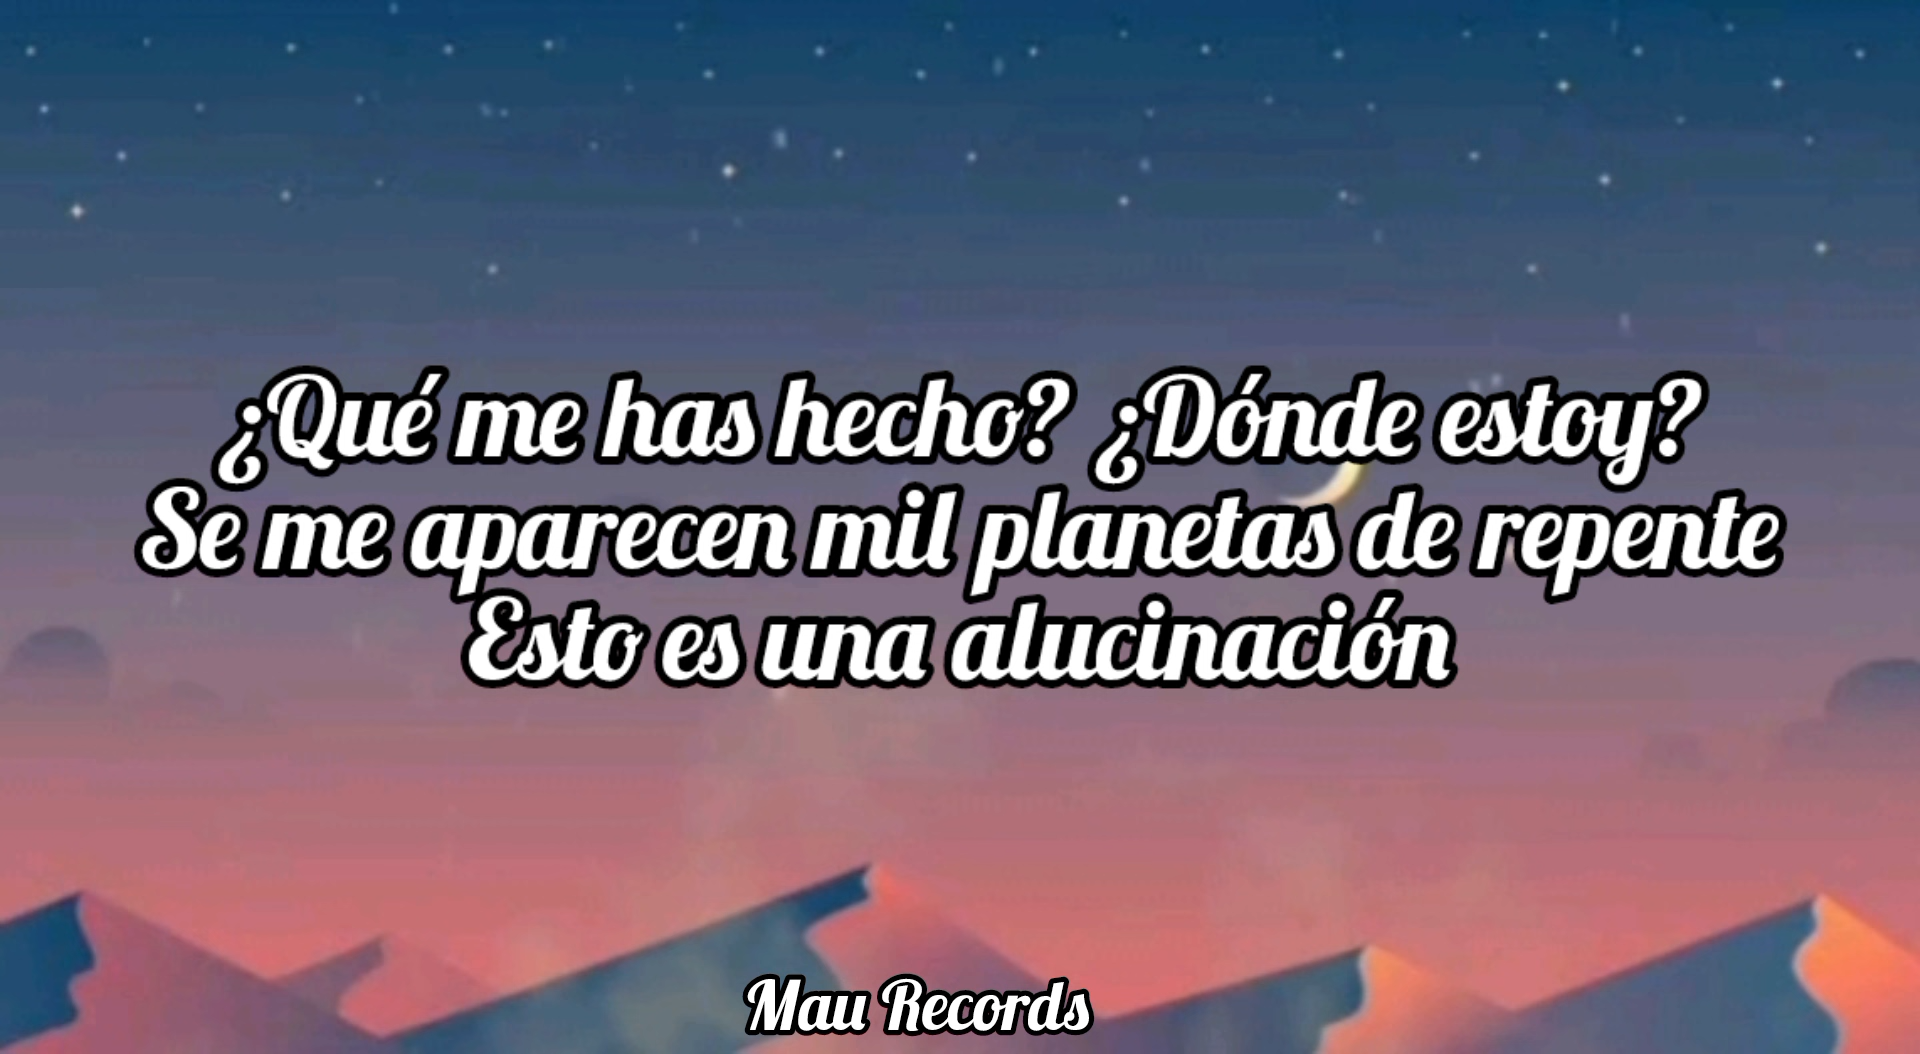 ¿Qué me has hecho? ¿Dónde estoy?
Se me aparecen mil planetas de repente
Esto es una alucinación
Mau Records